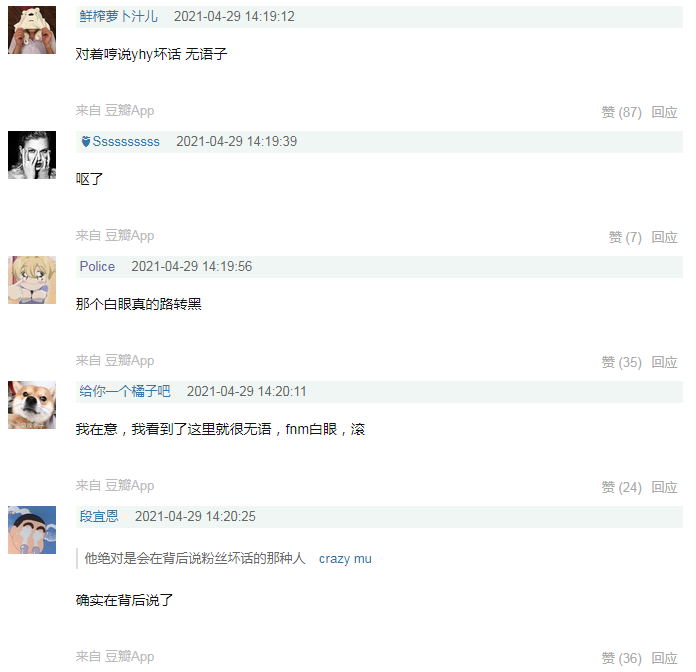 鲜榨萝卜汁儿 2021-04-29 14:19:12
对着哼说yhy坏话 无语子
来自 豆瓣App 赞 (87) 回应
Ssssssssss 2021-04-29 14:19:39
呕了
来自 豆瓣App 赞 (7) 回应
Police 2021-04-29 14:19:56
那个白眼真的路转黑
来自 豆瓣App 赞 (35) 回应
给你一个橘子吧 2021-04-29 14:20:11
我在意，我看到了这里就很无语，fnm白眼，滚
来自 豆瓣App 赞 (24) 回应
段宜恩 2021-04-29 14:20:25
他绝对是会在背后说粉丝坏话的那种人 crazy mu
确实在背后说了
来自 豆瓣App 赞 (36) 回应